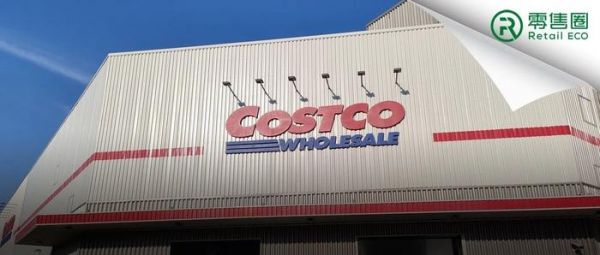 零售圈
Retail ECO
COSTCO
WHOLESALE